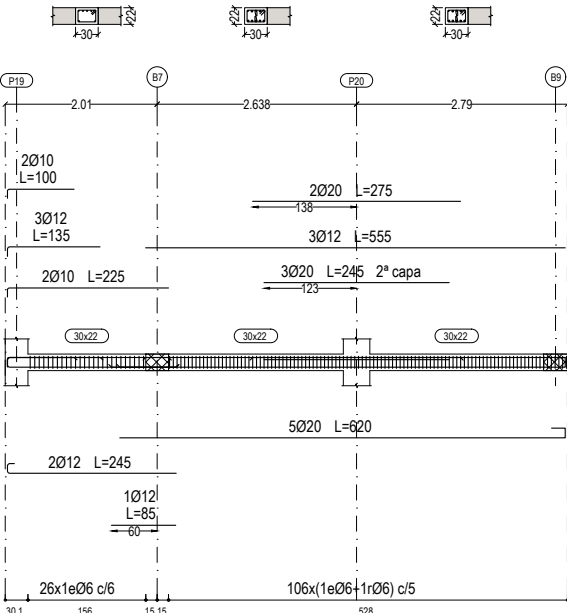 22
30
22
30
22
30
P19
B7
P20
B9
2.01
2.638
2.79
2Ø10
L=100
2Ø20 L=275
138
3Ø12
L=135
3Ø12 L=555
2Ø10 L=225
3Ø20 L=245 2ª capa
123
30x22
30x22
30x22
5Ø20 L=620
2Ø12 L=245
1Ø12
L=85
60
26x1eØ6 c/6
106x(1eØ6+1rØ6) c/5
30.1
156
15.15
528